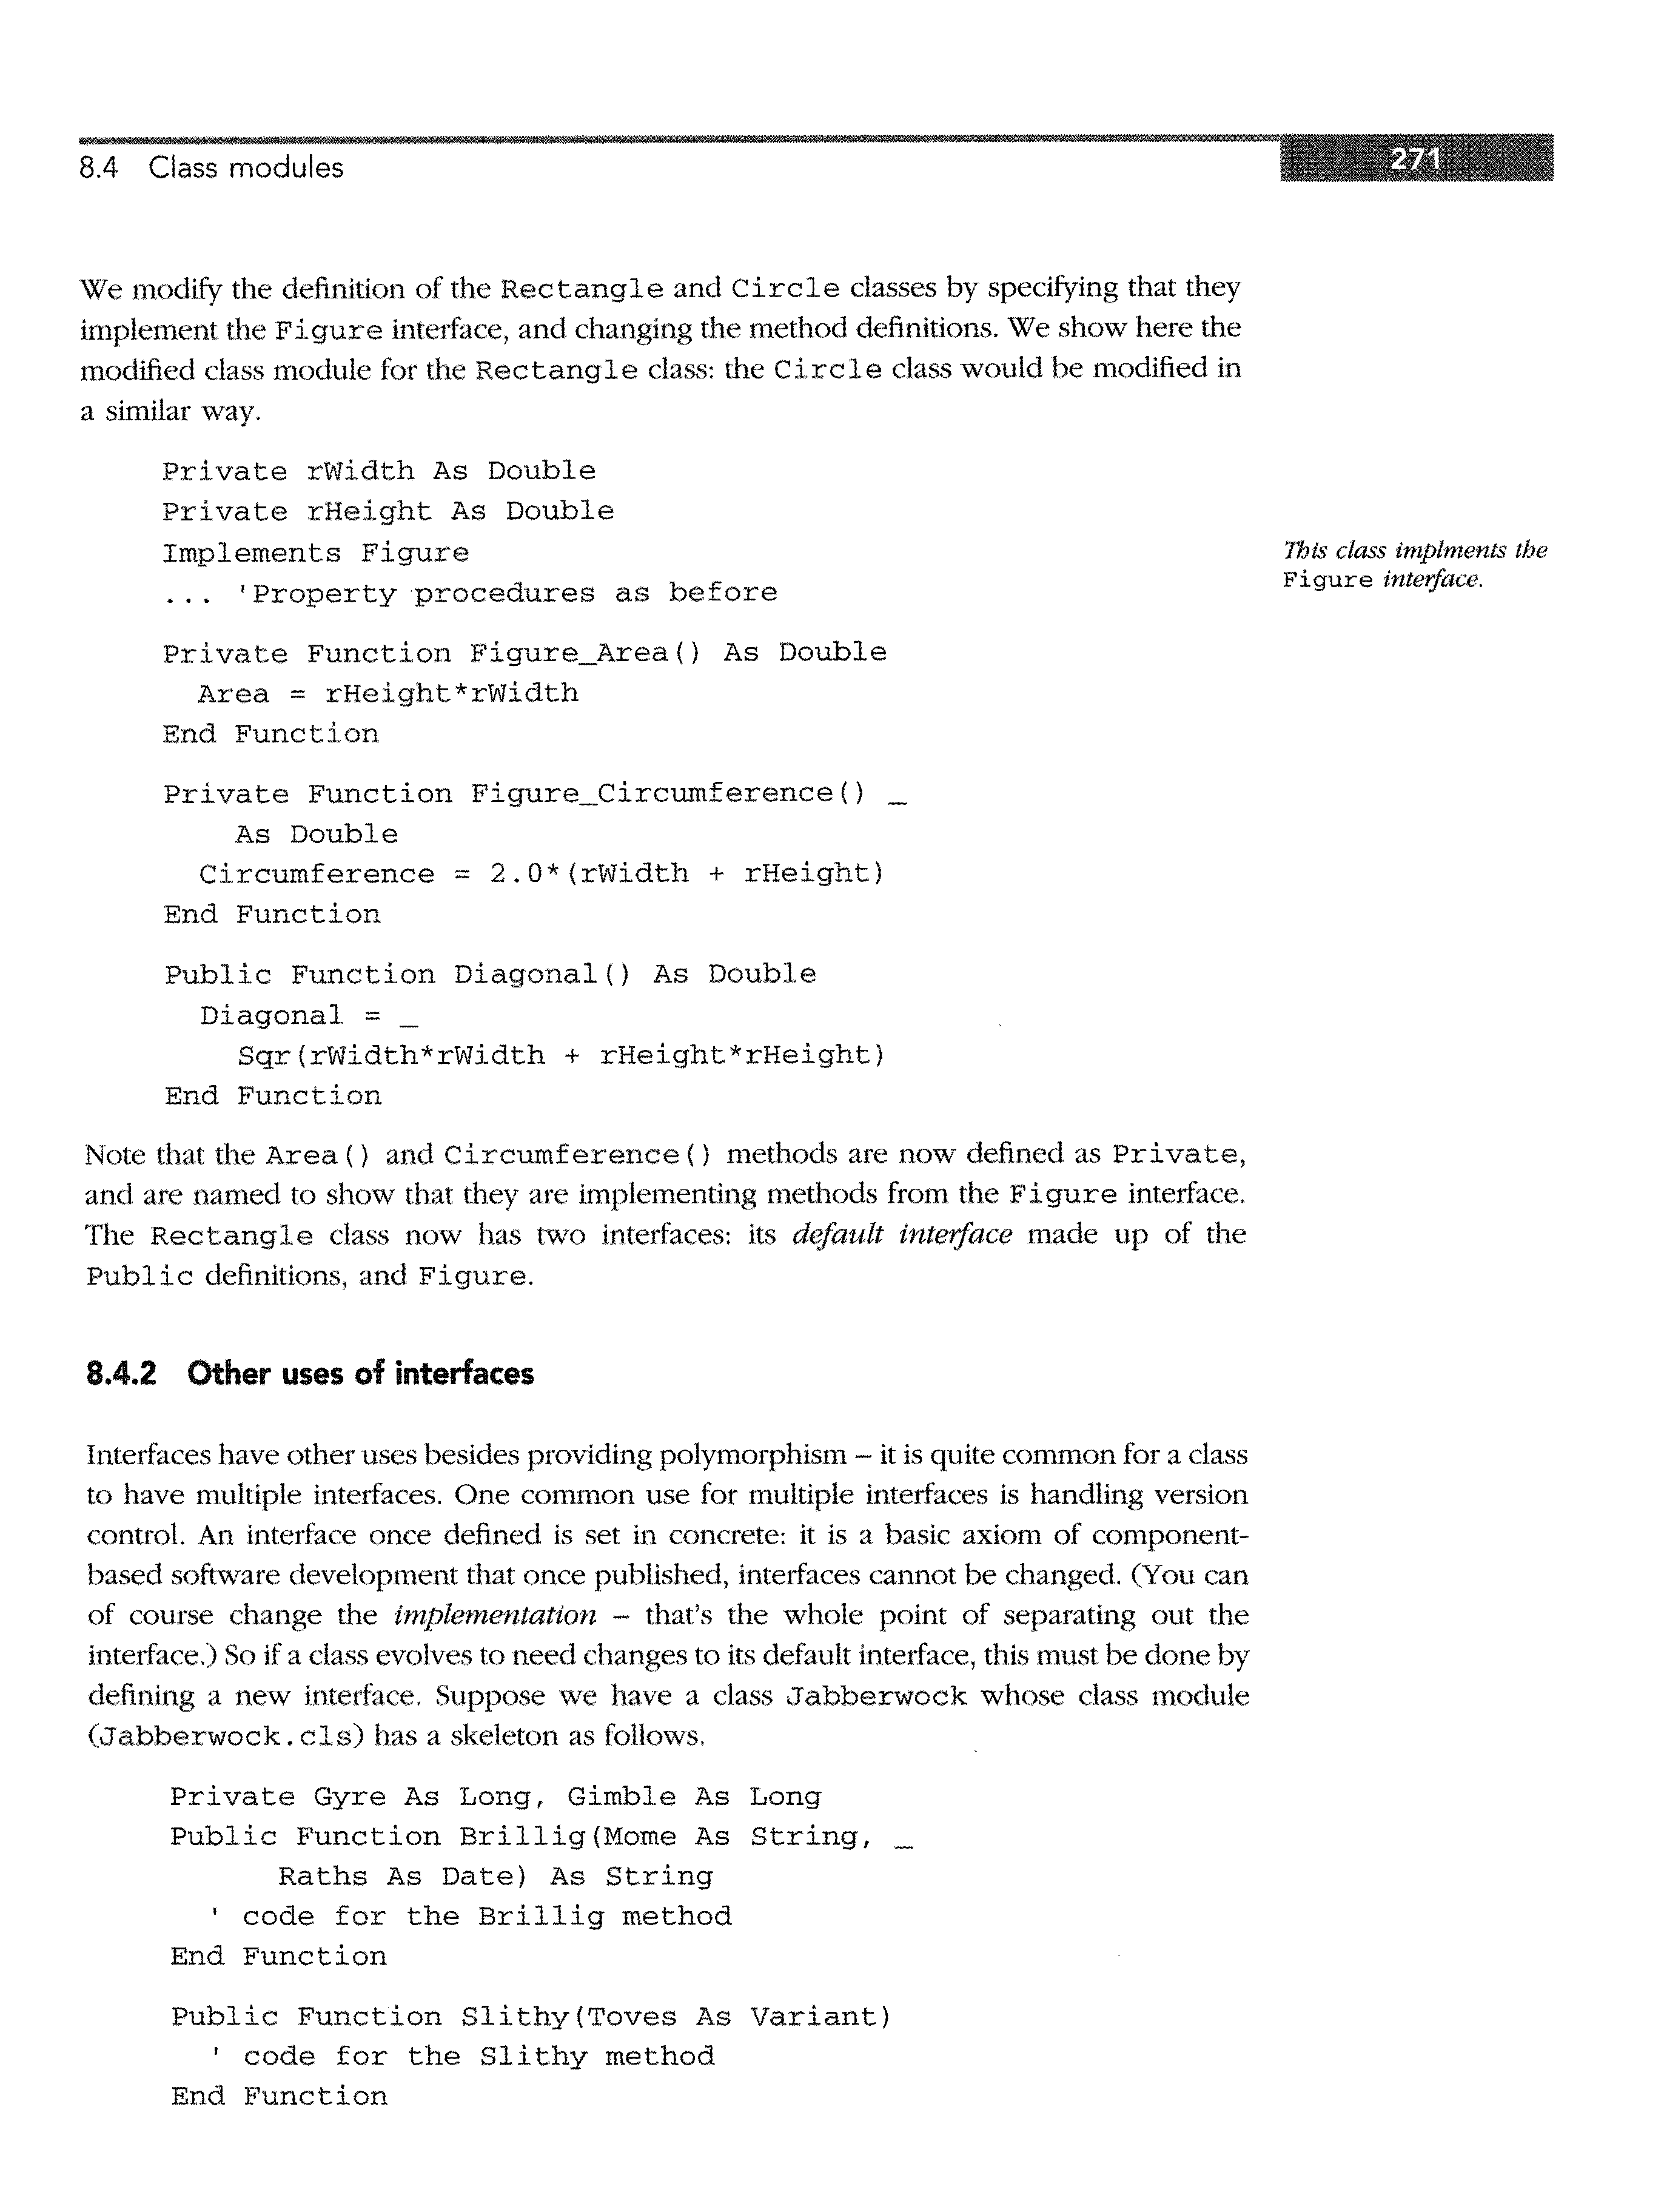 8.4 Class modules
271
We modify the definition of the Rectangle and Circle classes by specifying that they
implement the Figure interface, and changing the method definitions. We show here the
modified class module for the Rectangle class: the Circle class would be modified in
a similar way.
Private rWidth As Double
Private rHeight As Double
Implements Figure
... 'Property procedures as before
This class implments the
Figure interface.
Private Function Figure_Area() As Double
Area = rHeight*rWidth
End Function
Private Function Figure_Circumference() _
As Double
Circumference = 2.0*(rWidth + rHeight)
End Function
Public Function Diagonal() As Double
Diagonal = _
Sqr(rWidth*rWidth + rHeight*rHeight)
End Function
Note that the Area() and Circumference() methods are now defined as Private,
and are named to show that they are implementing methods from the Figure interface.
The Rectangle class now has two interfaces: its default interface made up of the
Public definitions, and Figure.
8.4.2 Other uses of interfaces
Interfaces have other uses besides providing polymorphism – it is quite common for a class
to have multiple interfaces. One common use for multiple interfaces is handling version
control. An interface once defined is set in concrete: it is a basic axiom of component-
based software development that once published, interfaces cannot be changed. (You can
of course change the implementation – that's the whole point of separating out the
interface.) So if a class evolves to need changes to its default interface, this must be done by
defining a new interface. Suppose we have a class Jabberwock whose class module
(Jabberwock.cls) has a skeleton as follows.
Private Gyre As Long, Gimble As Long
Public Function Brillig(Mome As String, _
Raths As Date) As String
' code for the Brillig method
End Function
Public Function Slithy(Toves As Variant)
' code for the Slithy method
End Function